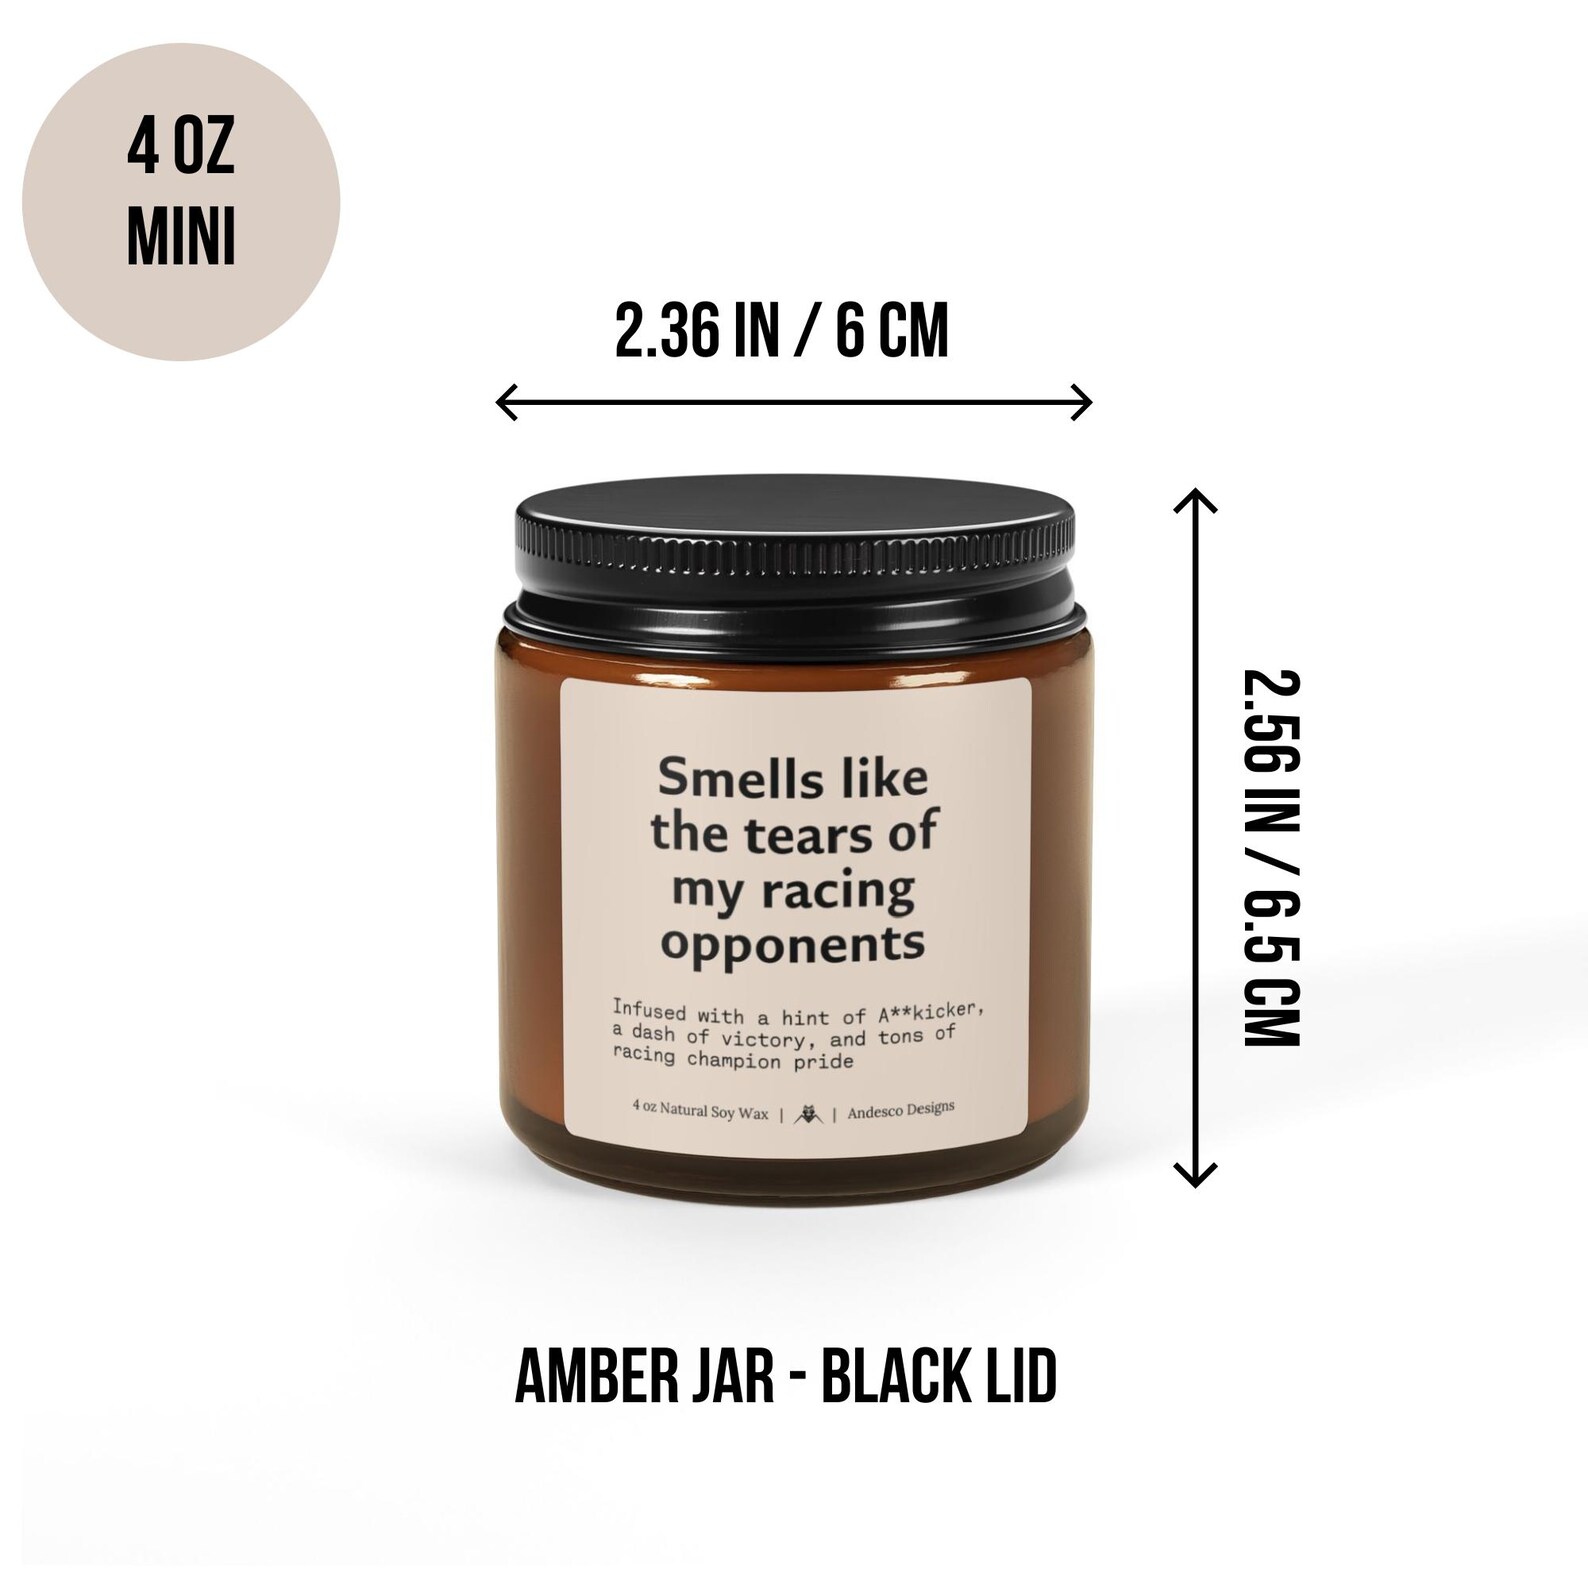 4 OZ
MINI
2.36 IN / 6 CM
2.56 IN / 6.5 CM
Smells like
the tears of
my racing
opponents
Infused with a hint of A**kicker,
a dash of victory, and tons of
racing champion pride
4 oz Natural Soy Wax | | Andesco Designs
AMBER JAR - BLACK LID